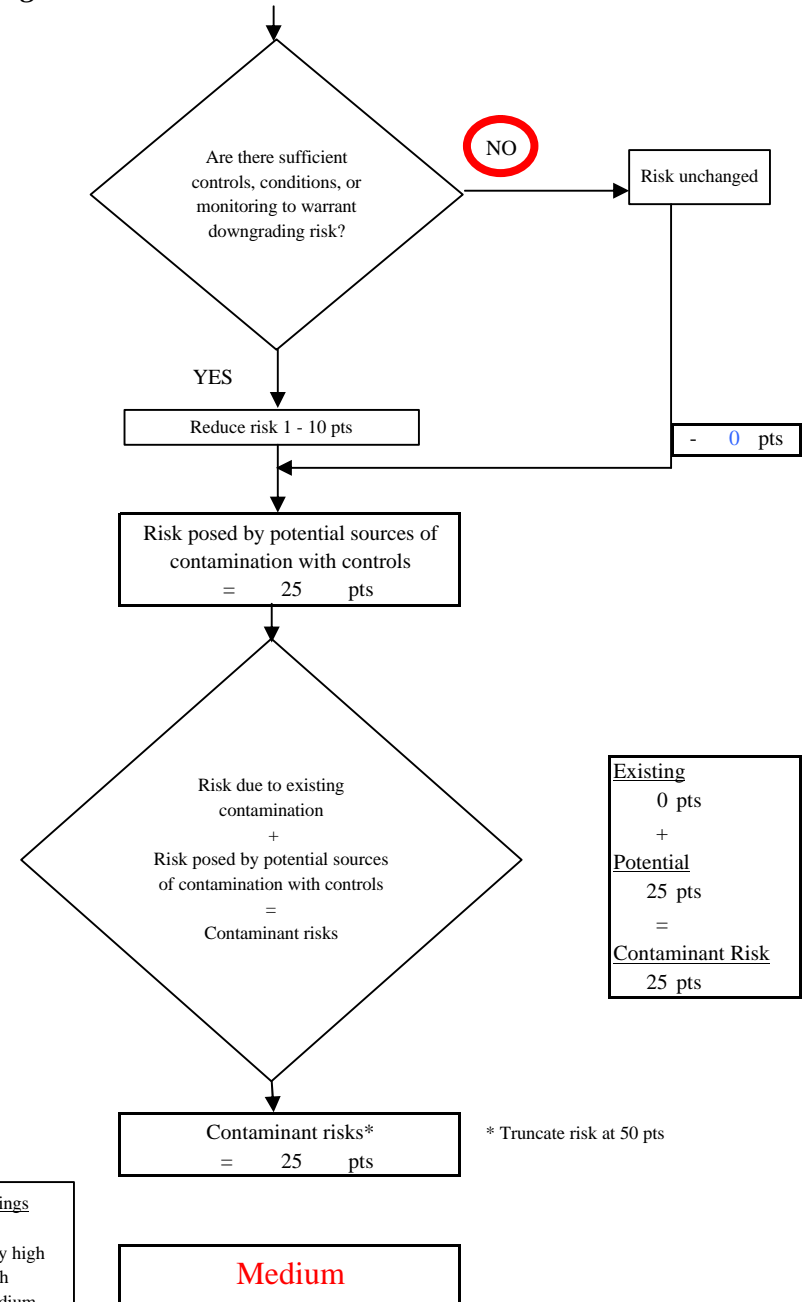 Are there sufficient
controls, conditions, or
monitoring to warrant
downgrading risk?
NO
Risk unchanged
YES
Reduce risk 1 - 10 pts
- 0 pts
Risk posed by potential sources of
contamination with controls
= 25 pts
Risk due to existing
contamination
+
Risk posed by potential sources
of contamination with controls
=
Contaminant risks
Existing
0 pts
+
Potential
25 pts
=
Contaminant Risk
25 pts
Contaminant risks*
= 25 pts
* Truncate risk at 50 pts
ings
y high
h
Medium